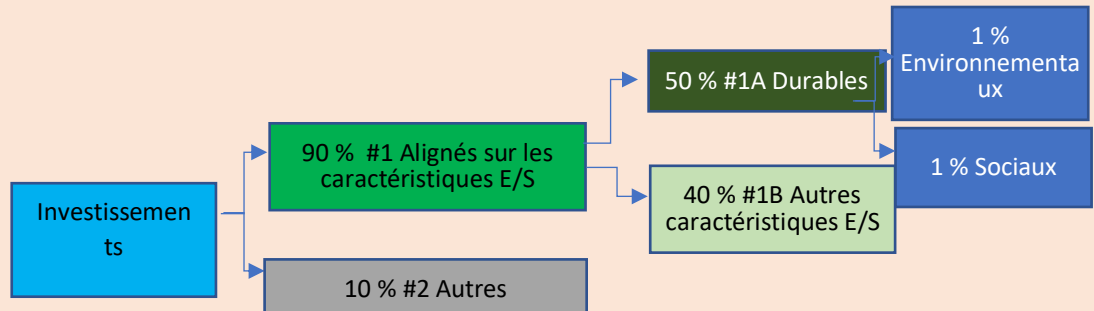 Investissemen
ts
90 % #1 Alignés sur les
caractéristiques E/S
10 % #2 Autres
50 % #1A Durables
40 % #1B Autres
caractéristiques E/S
1 %
Environnementa
ux
1 % Sociaux